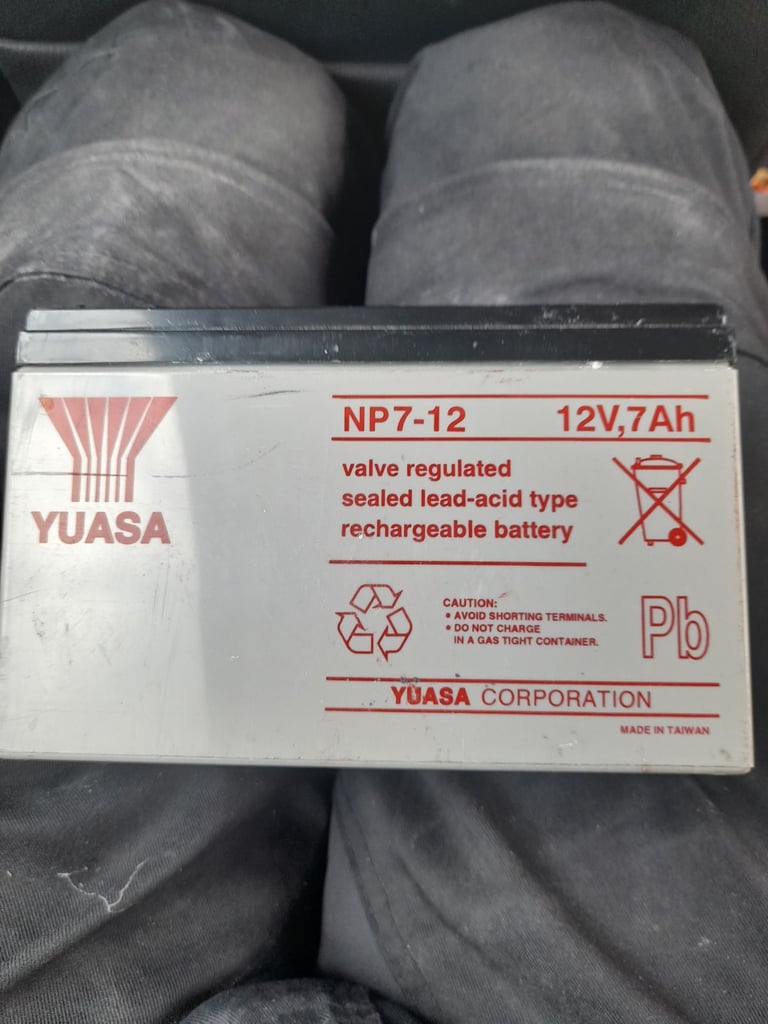 YUASA
NP7-12 12V,7Ah
valve regulated
sealed lead-acid type
rechargeable battery
CAUTION:
• AVOID SHORTING TERMINALS.
• DO NOT CHARGE
IN A GAS TIGHT CONTAINER.
Pb
YUASA CORPORATION
MADE IN TAIWAN